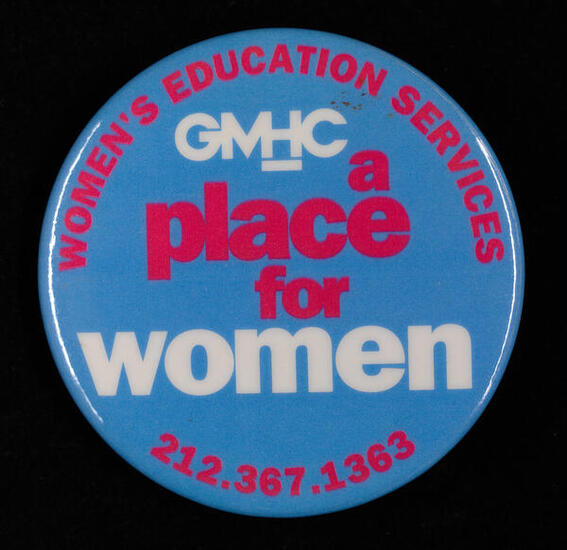 WOMEN'S EDUCATION SERVICES
GMHC
a
place
for
women
212.367.1363